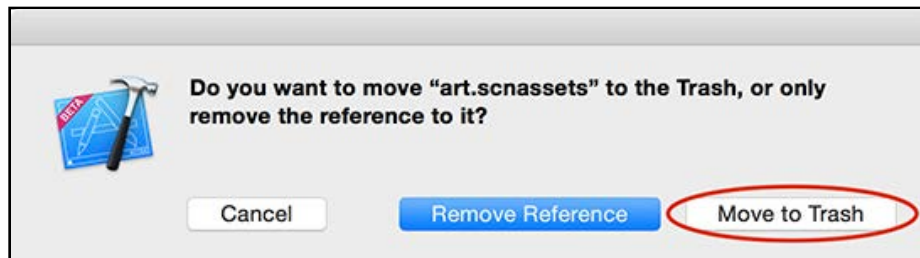 Do you want to move “art.scnassets” to the Trash, or only
remove the reference to it?
BETA
Cancel Remove Reference Move to Trash